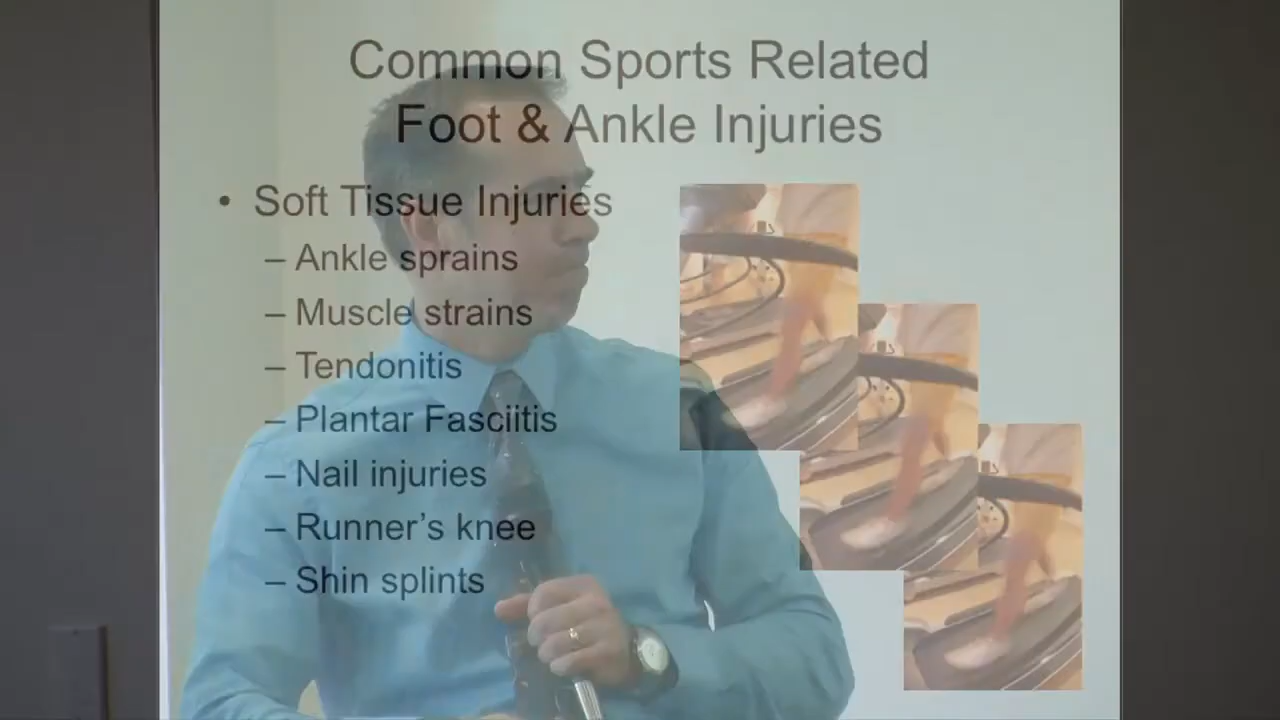 Common Sports Related
Foot & Ankle Injuries
• Soft Tissue Injuries
– Ankle sprains
– Muscle strains
– Tendonitis
– Plantar Fasciitis
– Nail injuries
– Runner's knee
– Shin splints